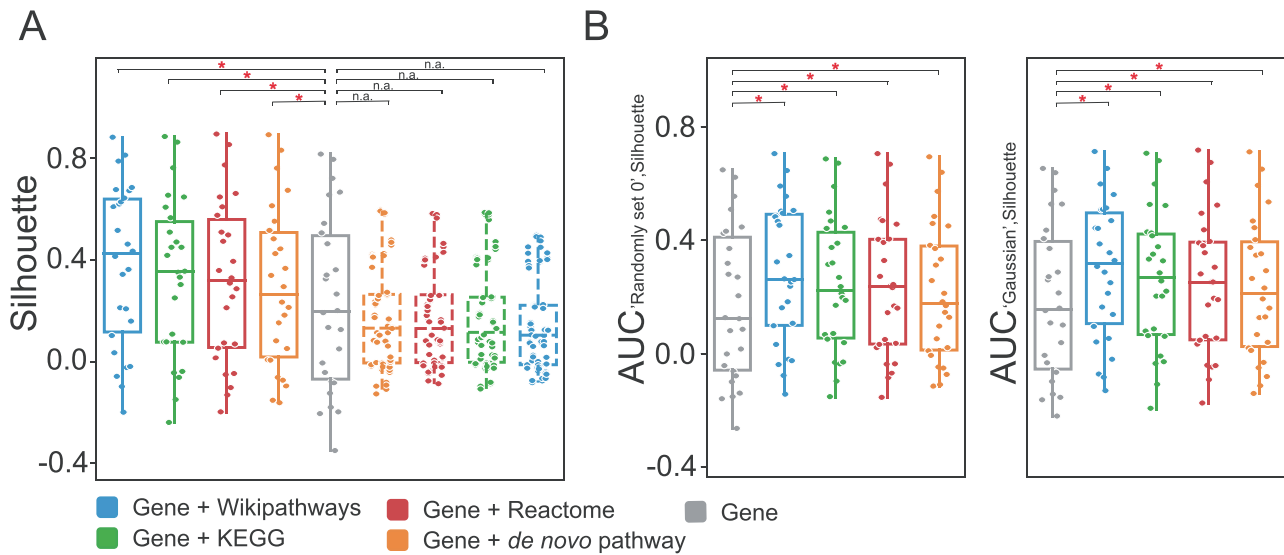 A
B
* n.a.
* n.a.
* n.a.
* n.a.
*
*
*
*
*
*
*
*
Silhouette
0.8
0.4
0.0
-0.4
AUC'Randomly set 0',Silhouette
0.8
0.4
0.0
-0.4
AUC'Gaussian',Silhouette
Gene + Wikipathways
Gene + Reactome
Gene
Gene + KEGG
Gene + de novo pathway